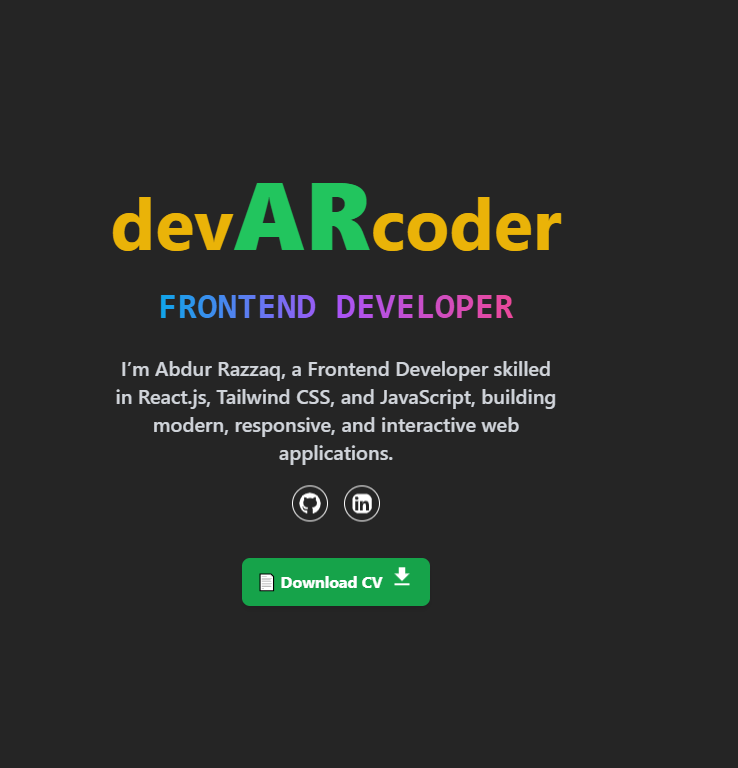 devARcoder
FRONTEND DEVELOPER
I’m Abdur Razzaq, a Frontend Developer skilled
in React.js, Tailwind CSS, and JavaScript, building
modern, responsive, and interactive web
applications.
in
Download CV